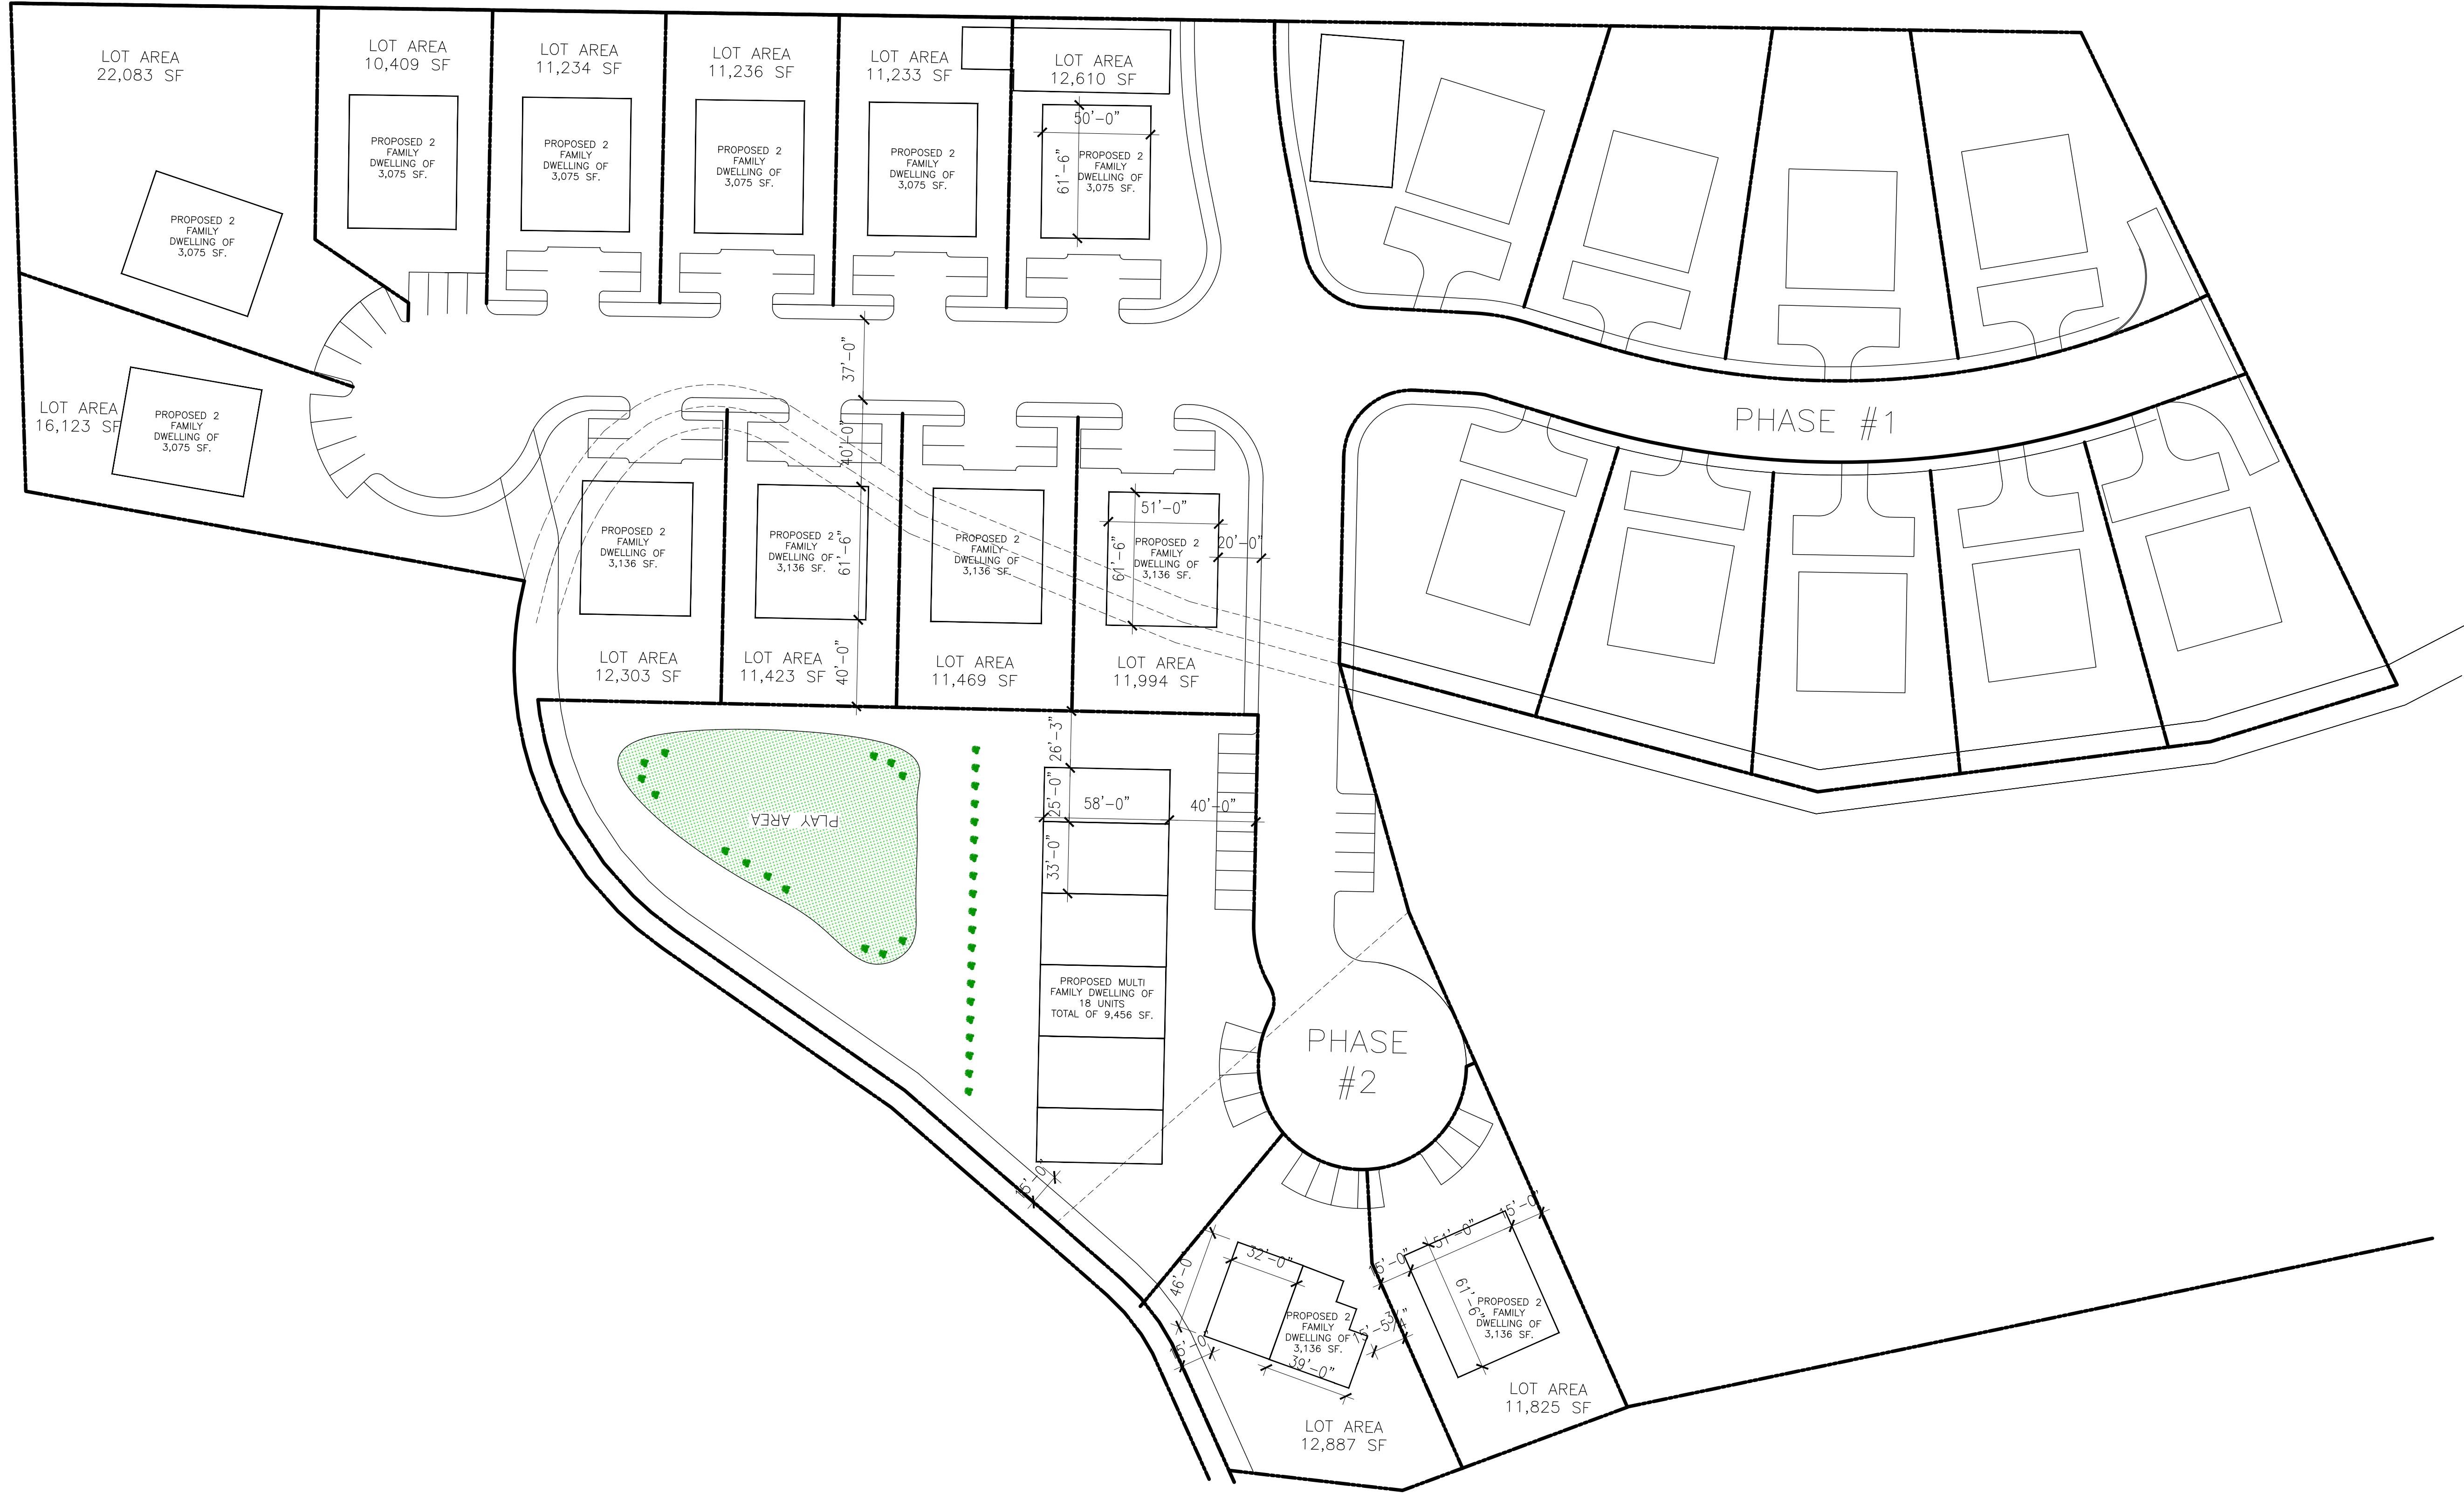 LOT AREA
22,083 SF
LOT AREA
10,409 SF
LOT AREA
11,234 SF
LOT AREA
11,236 SF
LOT AREA
11,233 SF
LOT AREA
12,610 SF
50'-0"
61'-6"
PROPOSED 2
FAMILY
DWELLING OF
3,075 SF.
PROPOSED 2
FAMILY
DWELLING OF
3,075 SF.
PROPOSED 2
FAMILY
DWELLING OF
3,075 SF.
PROPOSED 2
FAMILY
DWELLING OF
3,075 SF.
PROPOSED 2
FAMILY
DWELLING OF
3,075 SF.
PROPOSED 2
FAMILY
DWELLING OF
3,075 SF.
LOT AREA
16,123 SF
PROPOSED 2
FAMILY
DWELLING OF
3,075 SF.
37'-0"
40'-0"
PHASE #1
PROPOSED 2
FAMILY
DWELLING OF
3,136 SF.
PROPOSED 2
FAMILY
DWELLING OF
3,136 SF.
61'-6"
PROPOSED 2
FAMILY
DWELLING OF
3,136 SF.
51'-0"
61'-6"
PROPOSED 2
FAMILY
DWELLING OF
3,136 SF.
20'-0"
LOT AREA
12,303 SF
LOT AREA
11,423 SF
40'-0"
LOT AREA
11,469 SF
LOT AREA
11,994 SF
26'-3"
25'-0"
58'-0"
40'-0"
33'-0"
PLAY AREA
PROPOSED MULTI
FAMILY DWELLING OF
18 UNITS
TOTAL OF 9,456 SF.
PHASE
#2
15'-0"
46'-0"
32'-0"
PROPOSED 2
FAMILY
DWELLING OF
3,136 SF.
39'-0"
15'-0"
15'-5 3/4"
15'-0"
51'-0"
15'-0"
61'-6"
PROPOSED 2
FAMILY
DWELLING OF
3,136 SF.
LOT AREA
11,825 SF
LOT AREA
12,887 SF